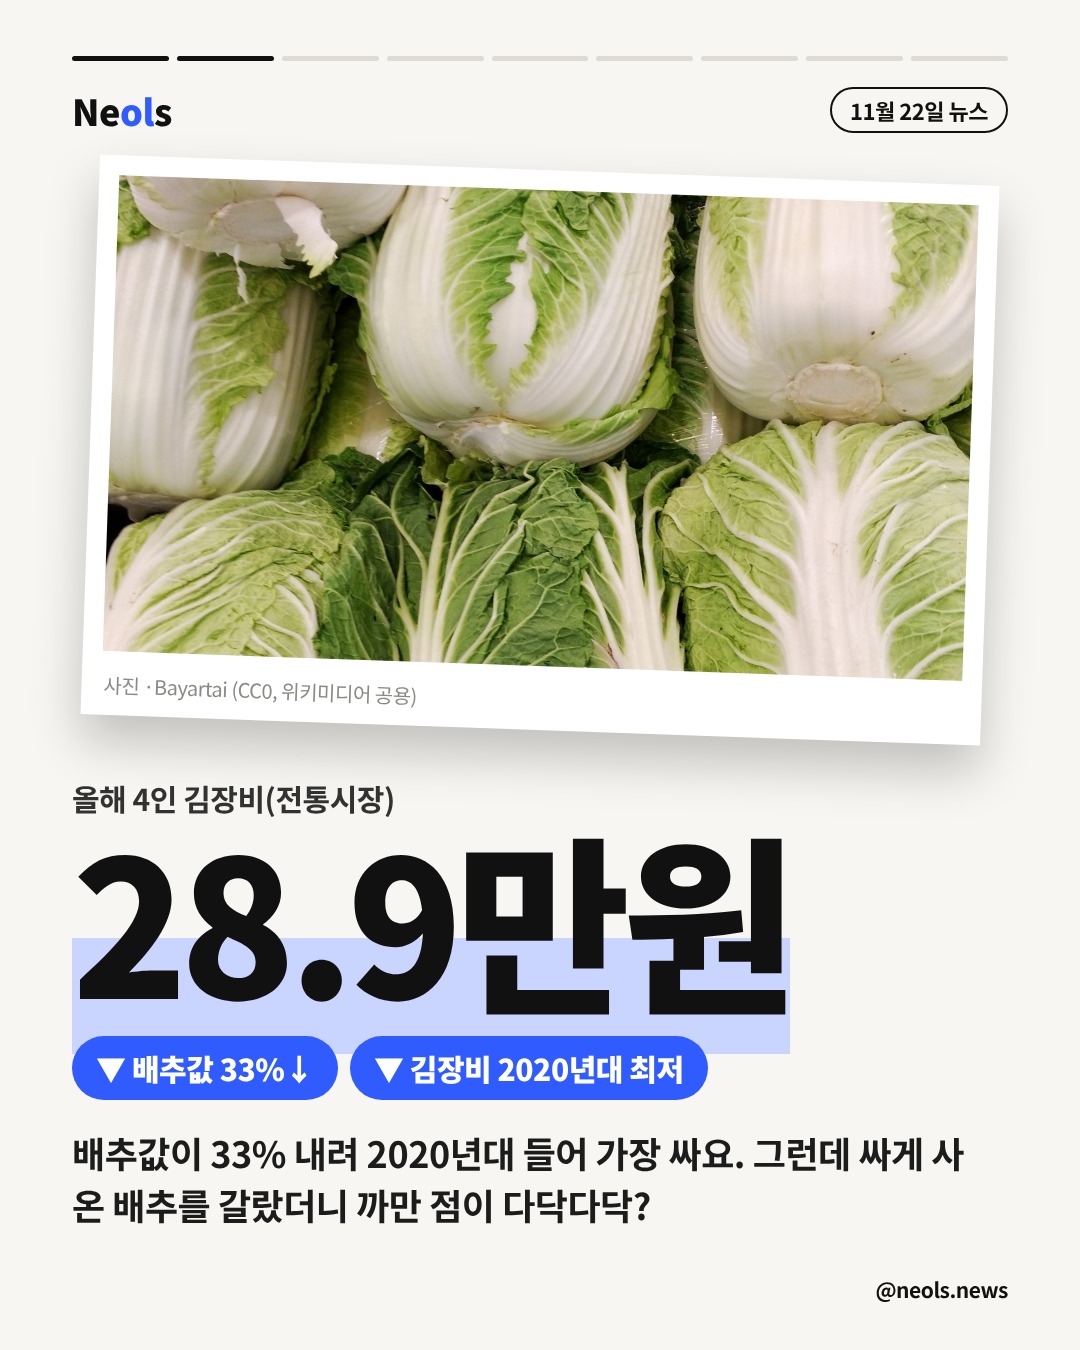 Neols
11월 22일 뉴스
사진 · Bayartai (CC0, 위키미디어 공용)
올해 4인 김장비(전통시장)
28.9만원
▼ 배추값 33%↓
▼ 김장비 2020년대 최저
배추값이 33% 내려 2020년대 들어 가장 싸요. 그런데 싸게 사
온 배추를 갈랐더니 까만 점이 다닥다닥?
@neols.news